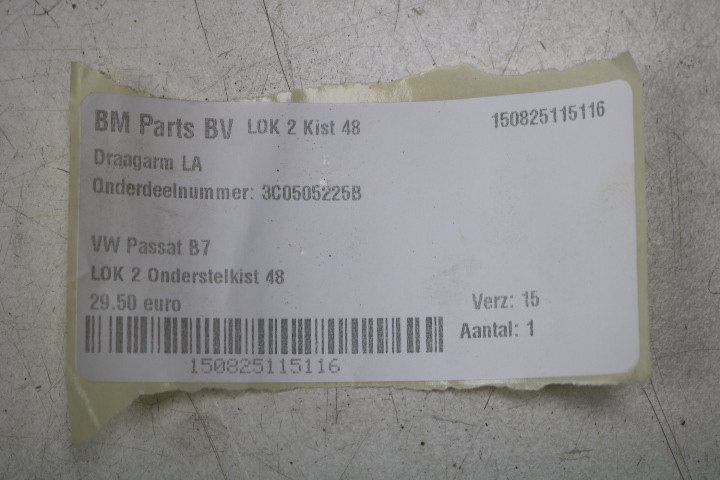 BM Parts BV LOK 2 Kist 48 150825115116
Draagarm LA
Onderdeelnummer: 3C0505225B
VW Passat B7
LOK 2 Onderstelkist 48
29.50 euro Verz: 15
Aantal: 1
150825115116